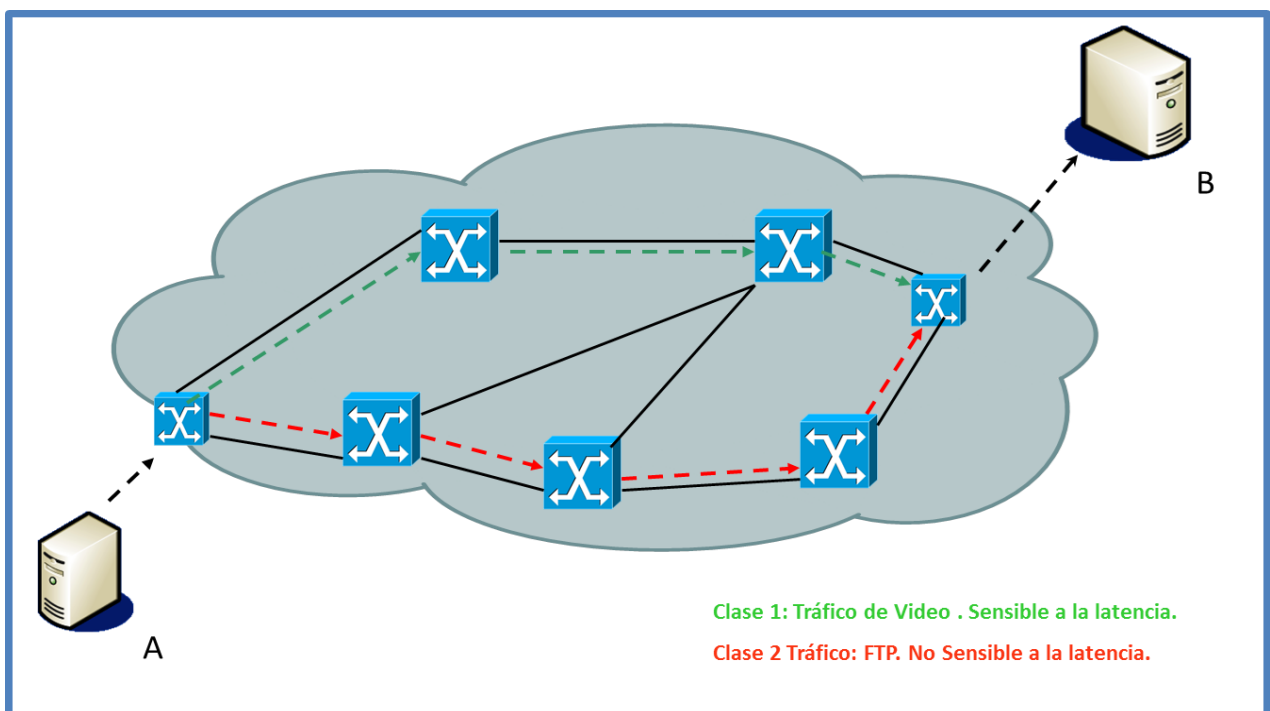 B
A
Clase 1: Tráfico de Video . Sensible a la latencia.
Clase 2 Tráfico: FTP. No Sensible a la latencia.